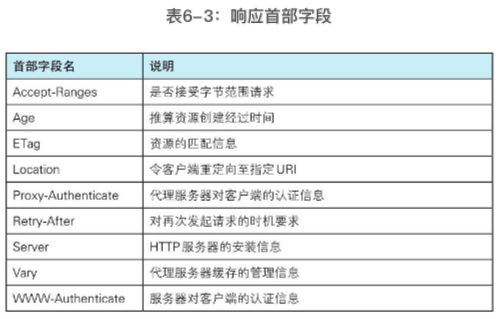 表6-3：响应首部字段
首部字段名 说明
Accept-Ranges 是否接受字节范围请求
Age 推算资源创建经过时间
ETag 资源的匹配信息
Location 令客户端重定向至指定URI
Proxy-Authenticate 代理服务器对客户端的认证信息
Retry-After 对再次发起请求的时机要求
Server HTTP服务器的安装信息
Vary 代理服务器缓存的管理信息
WWW-Authenticate 服务器对客户端的认证信息